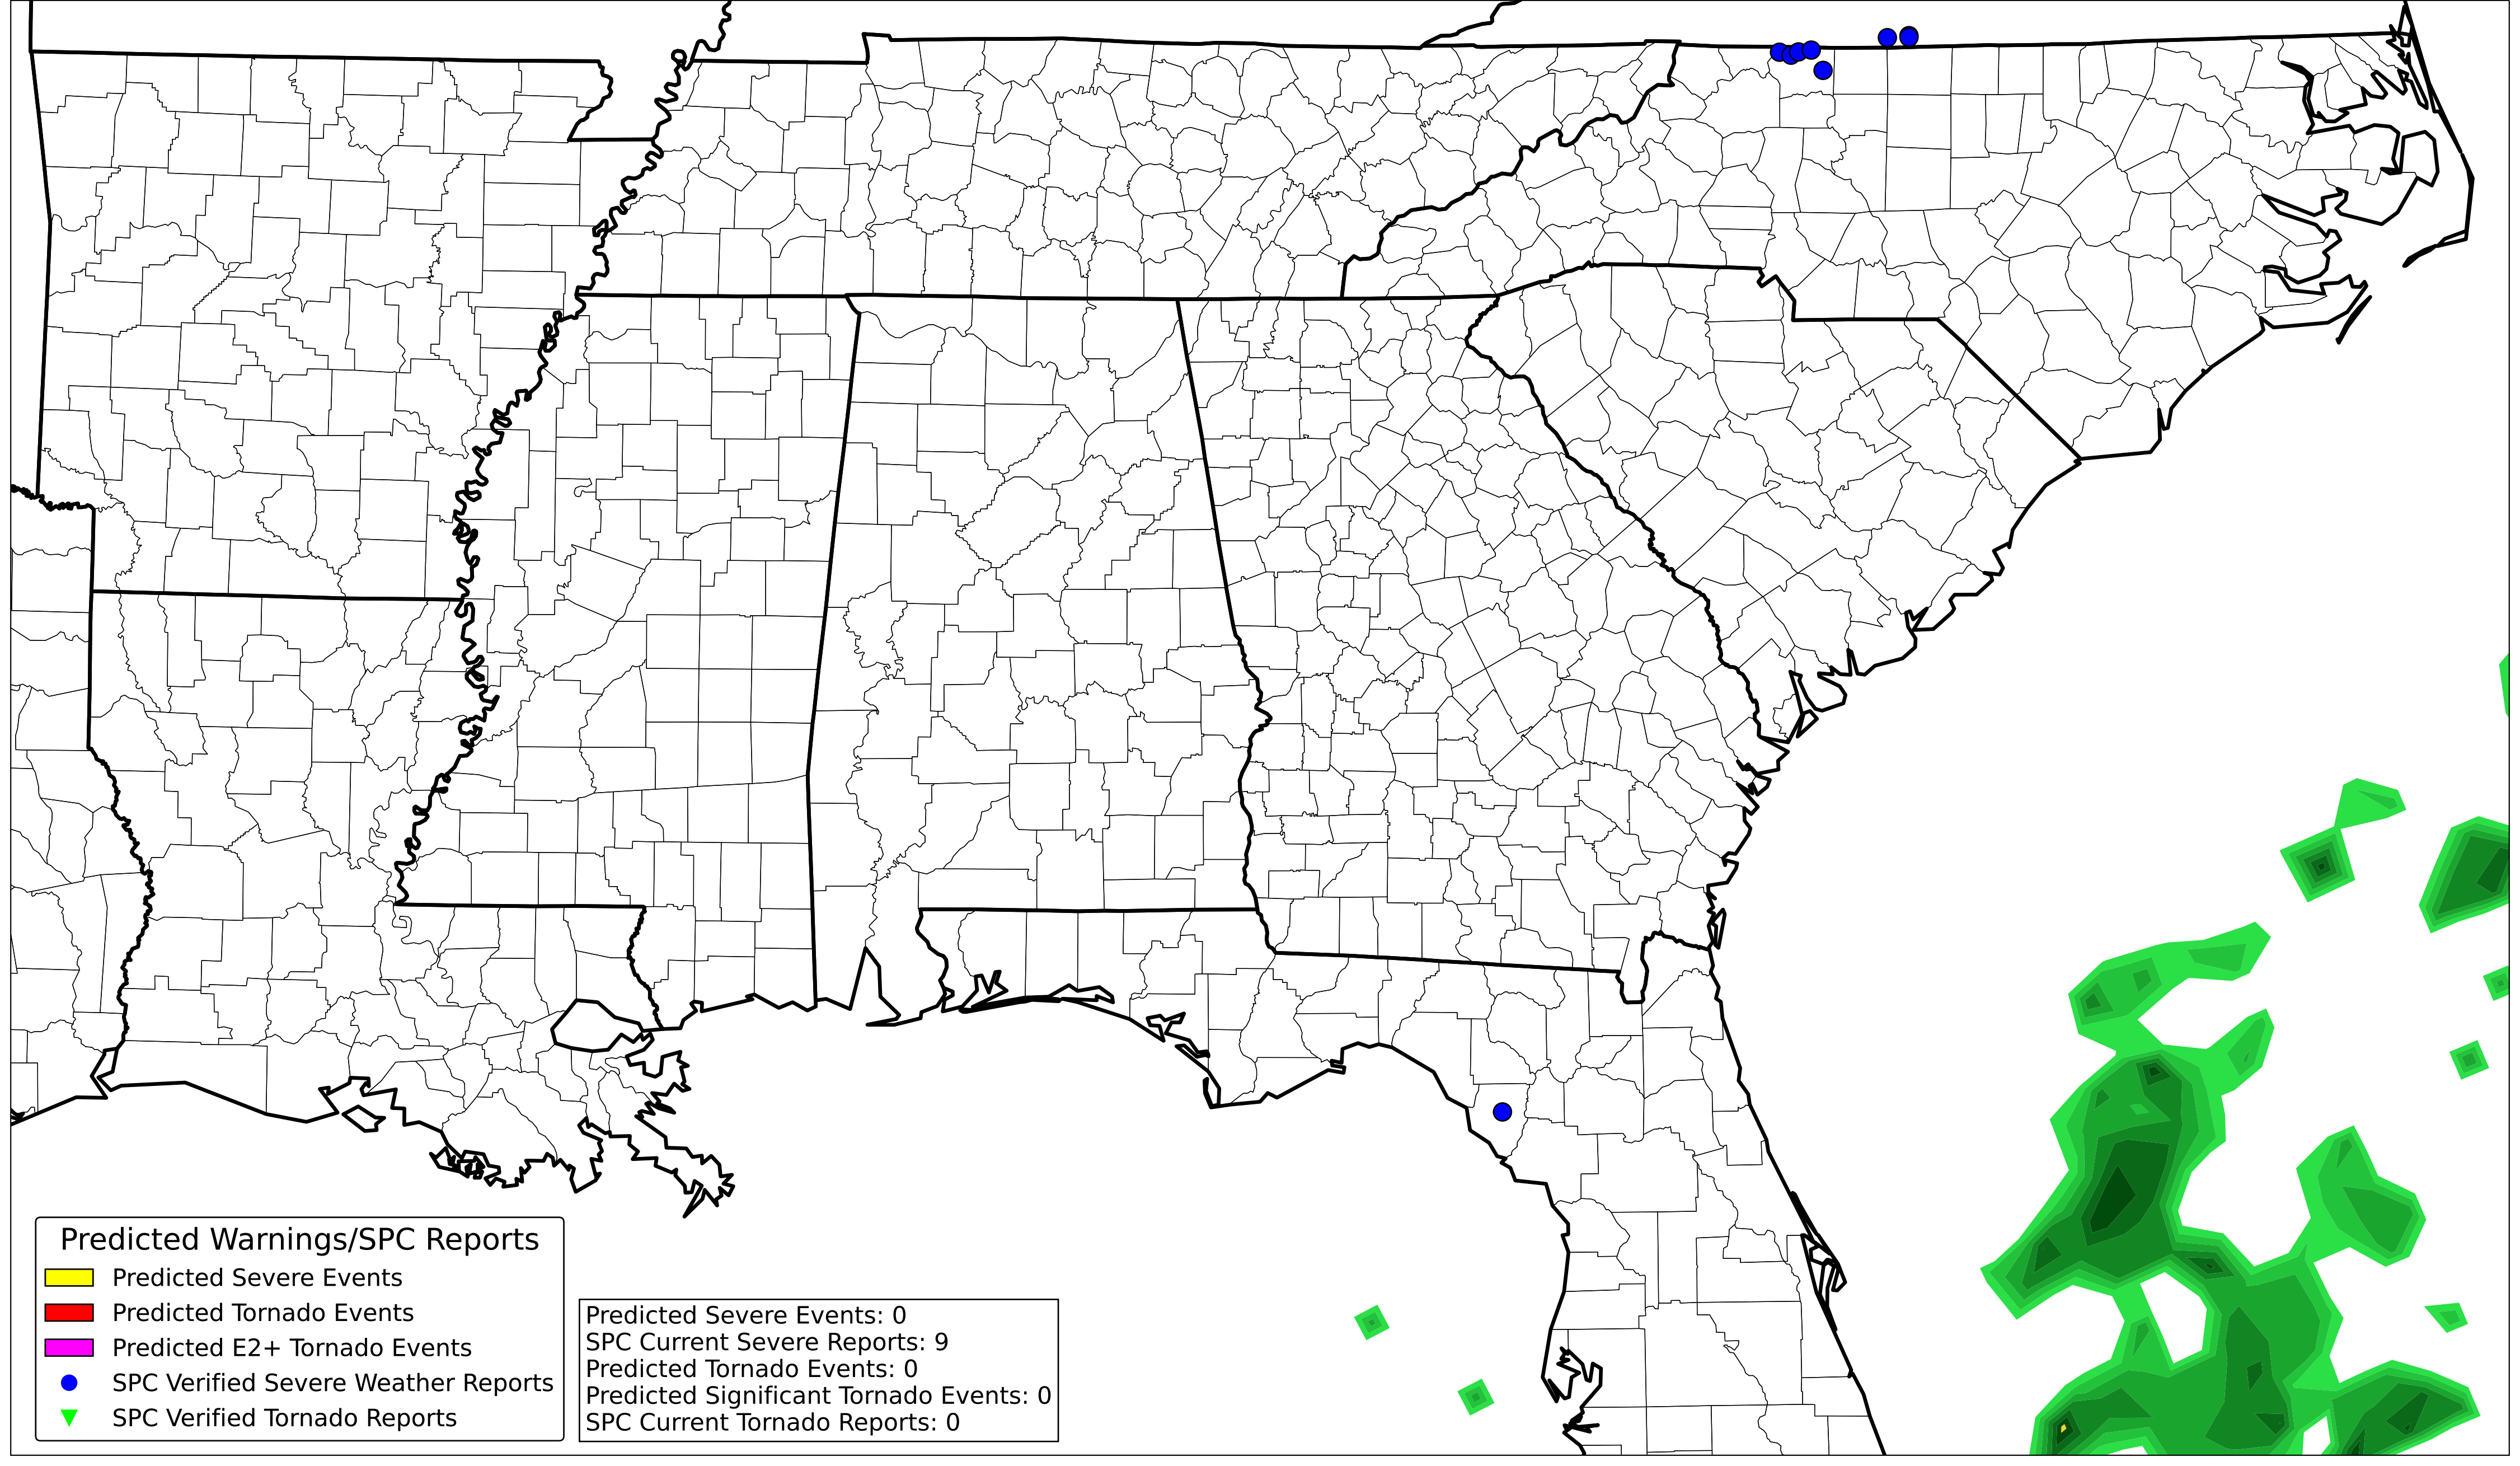 Predicted Warnings/SPC Reports
Predicted Severe Events
Predicted Tornado Events
Predicted E2+ Tornado Events
SPC Verified Severe Weather Reports
SPC Verified Tornado Reports
Predicted Severe Events: 0
SPC Current Severe Reports: 9
Predicted Tornado Events: 0
Predicted Significant Tornado Events: 0
SPC Current Tornado Reports: 0